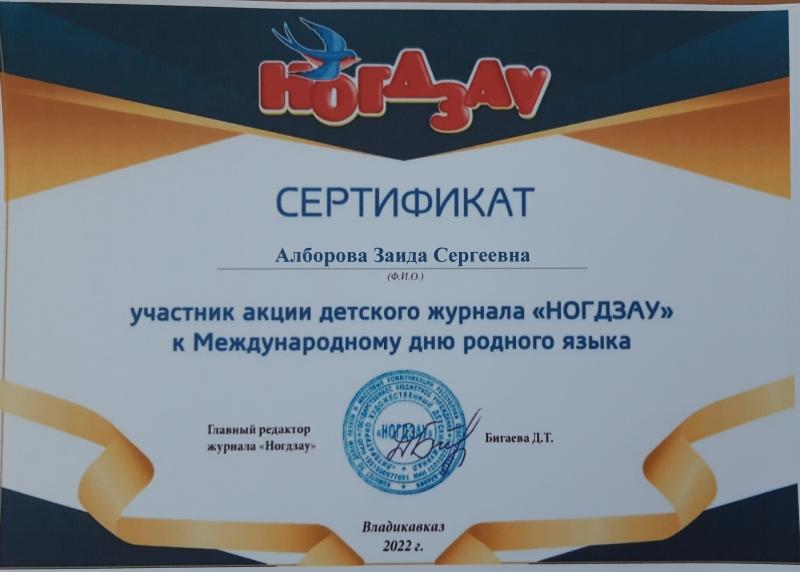 НОГДЗАУ
СЕРТИФИКАТ
Алборова Заида Сергеевна
(Ф.И.О.)
участник акции детского журнала «НОГДЗАУ»
к Международному дню родного языка
Главный редактор
журнала «Ногдзау»
«НОГДЗАУ»
Бигаева Д.Т.
Владикавказ
2022 г.